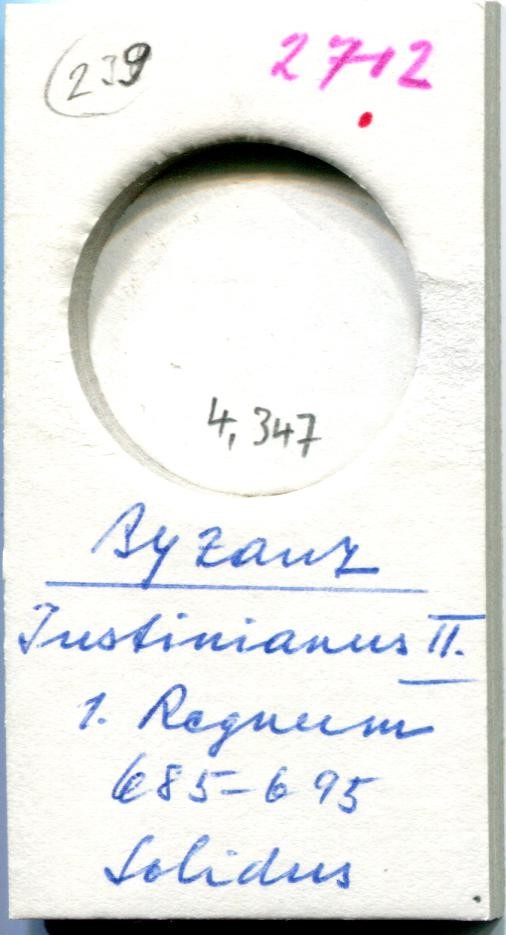 239
2712
4,347
Byzanz
Justinianus II.
1. Regnum
685-695
Solidus